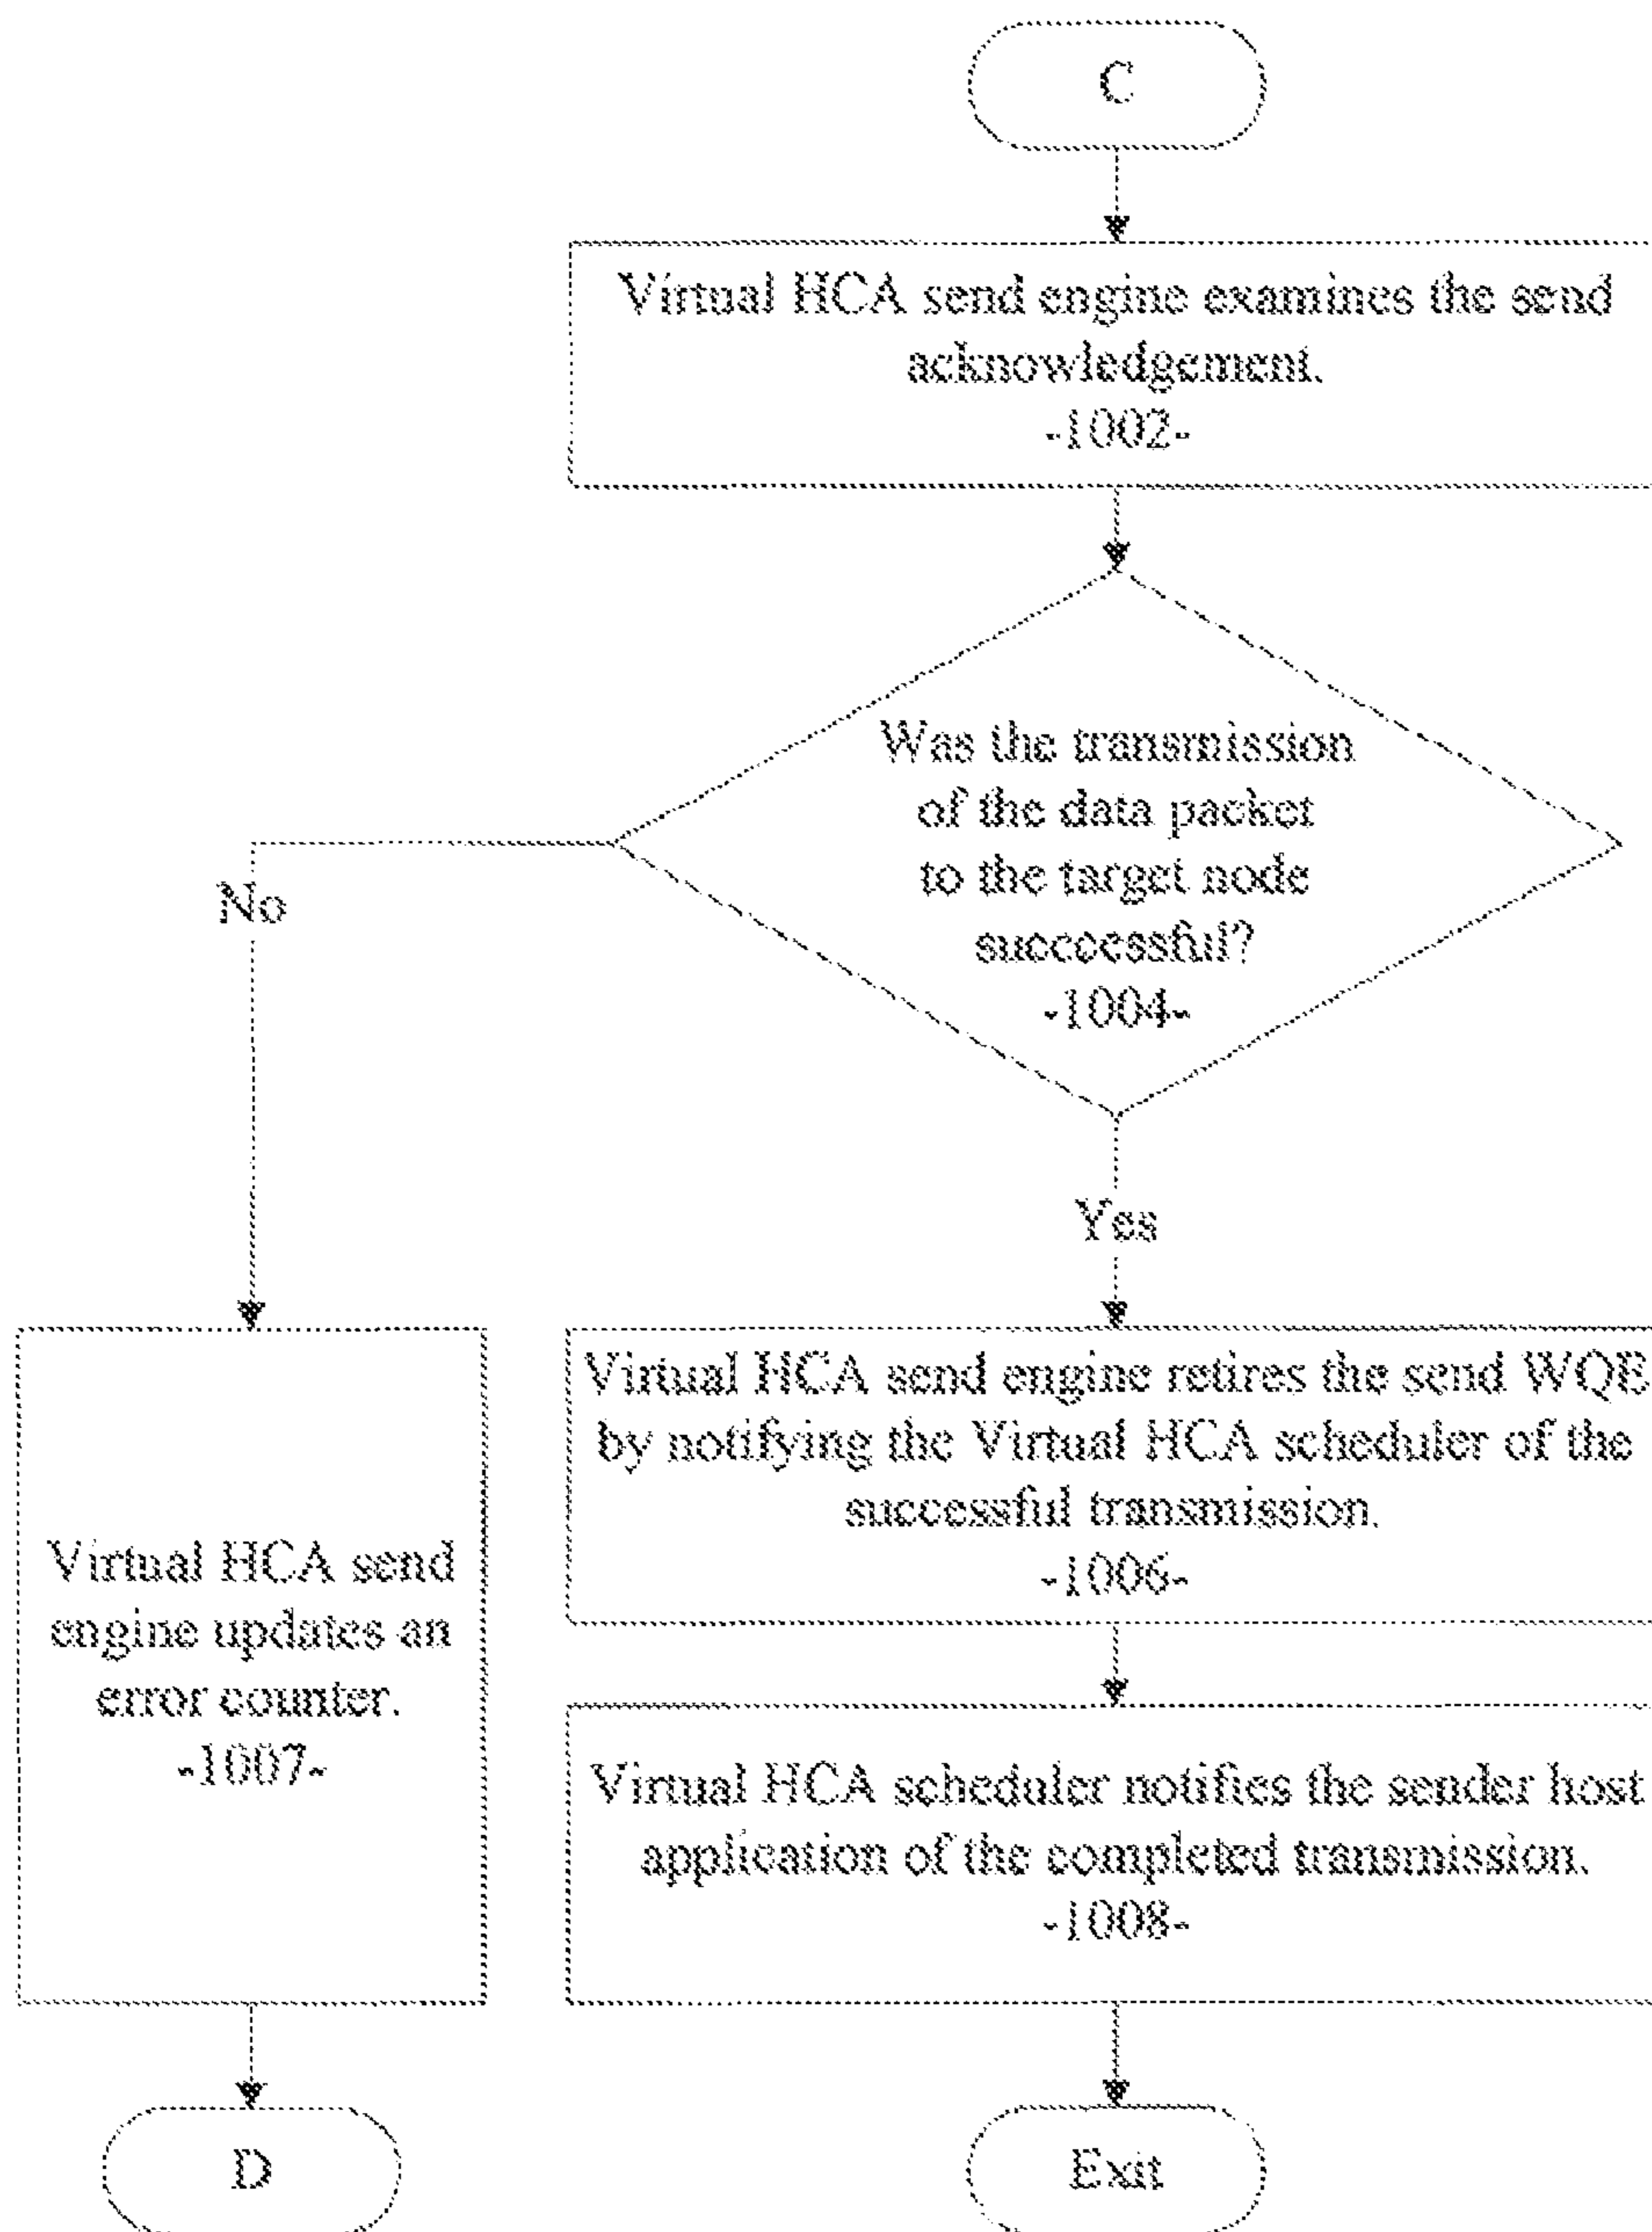 C
Virtual HCA send engine examines the send
acknowledgement.
-1002-
Was the transmission
of the data packet
to the target node
successful?
-1004-
No
Yes
Virtual HCA send engine retires the send WQE
by notifying the Virtual HCA scheduler of the
successful transmission.
-1006-
Virtual HCA send
engine updates an
error counter.
-1007-
Virtual HCA scheduler notifies the sender host
application of the completed transmission.
-1008-
D
Exit